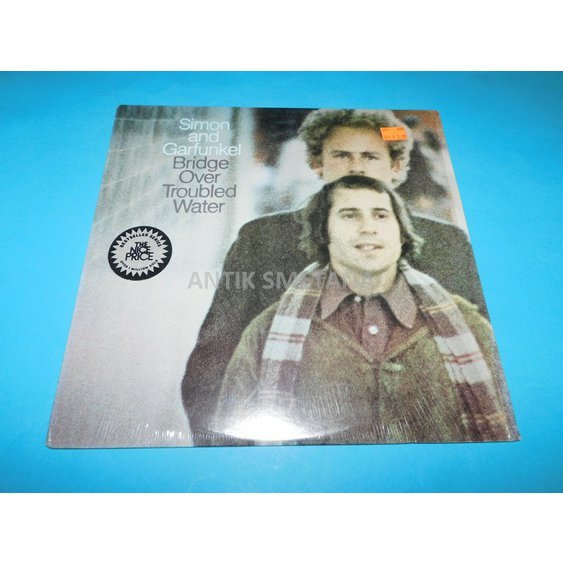 Simon
and
Garfunkel
Bridge
Over
Troubled
Water
THE
NICE
PRICE
ANTIK SM